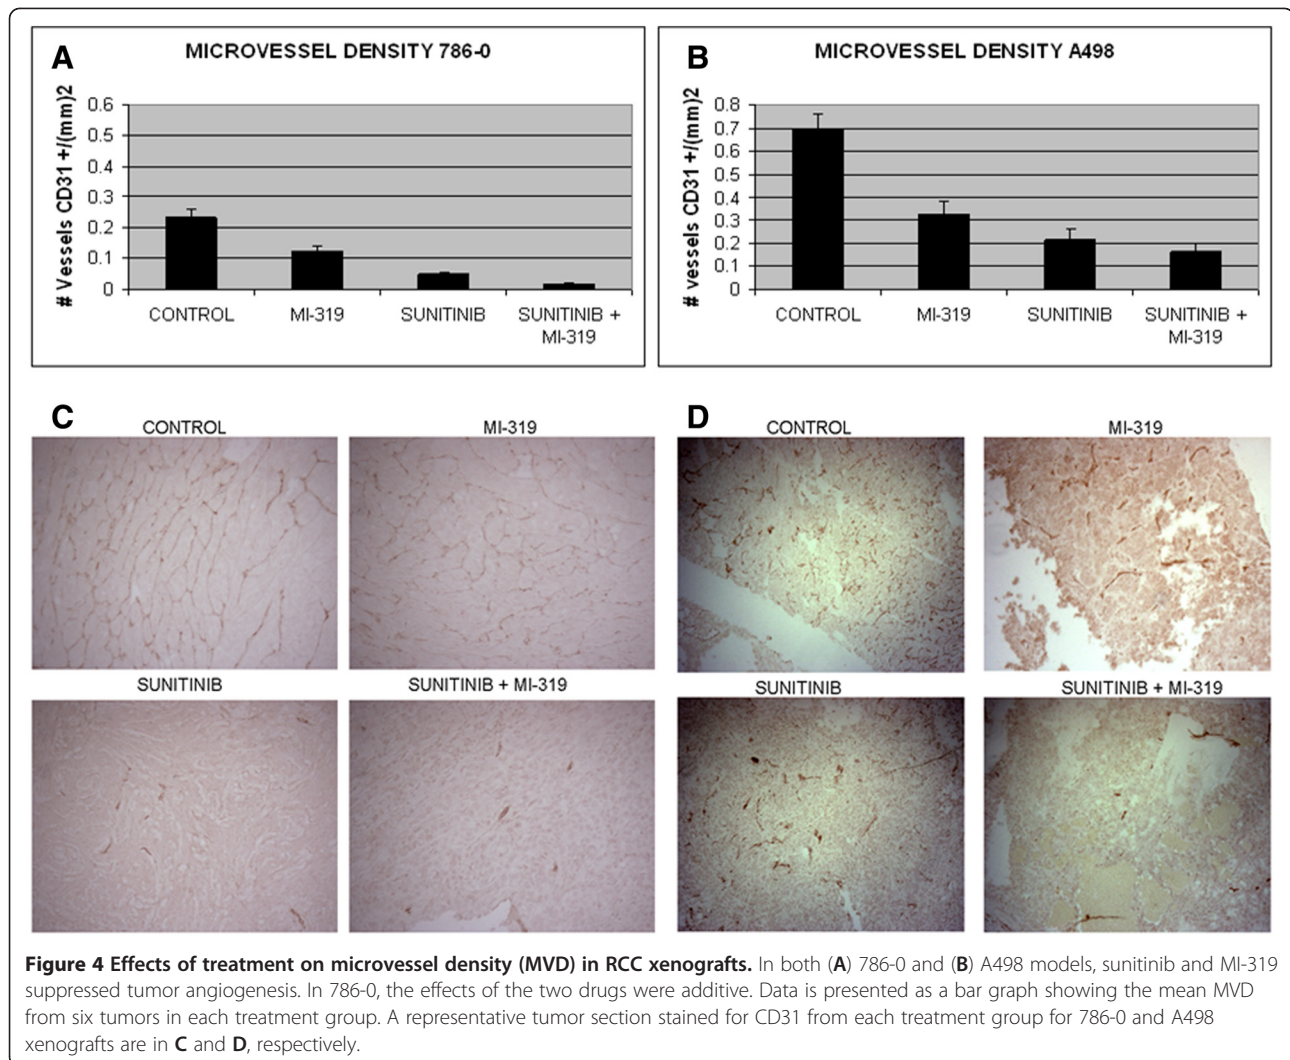 A
MICROVESSEL DENSITY 786-0
# Vessels CD31 +/(mm)2
0.6
0.5
0.4
0.3
0.2
0.1
0
CONTROL
MI-319
SUNITINIB
SUNITINIB +
MI-319
B
MICROVESSEL DENSITY A498
# vessels CD31 +/(mm)2
0.8
0.7
0.6
0.5
0.4
0.3
0.2
0.1
0
CONTROL
MI-319
SUNITINIB
SUNITINIB +
MI-319
C
CONTROL
MI-319
SUNITINIB
SUNITINIB + MI-319
D
CONTROL
MI-319
SUNITINIB
SUNITINIB + MI-319
Figure 4 Effects of treatment on microvessel density (MVD) in RCC xenografts. In both (A) 786-0 and (B) A498 models, sunitinib and MI-319
suppressed tumor angiogenesis. In 786-0, the effects of the two drugs were additive. Data is presented as a bar graph showing the mean MVD
from six tumors in each treatment group. A representative tumor section stained for CD31 from each treatment group for 786-0 and A498
xenografts are in C and D, respectively.